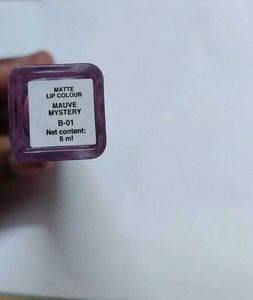 MATTE
LIP COLOUR
MAUVE
MYSTERY
B-01
Net content:
6 ml